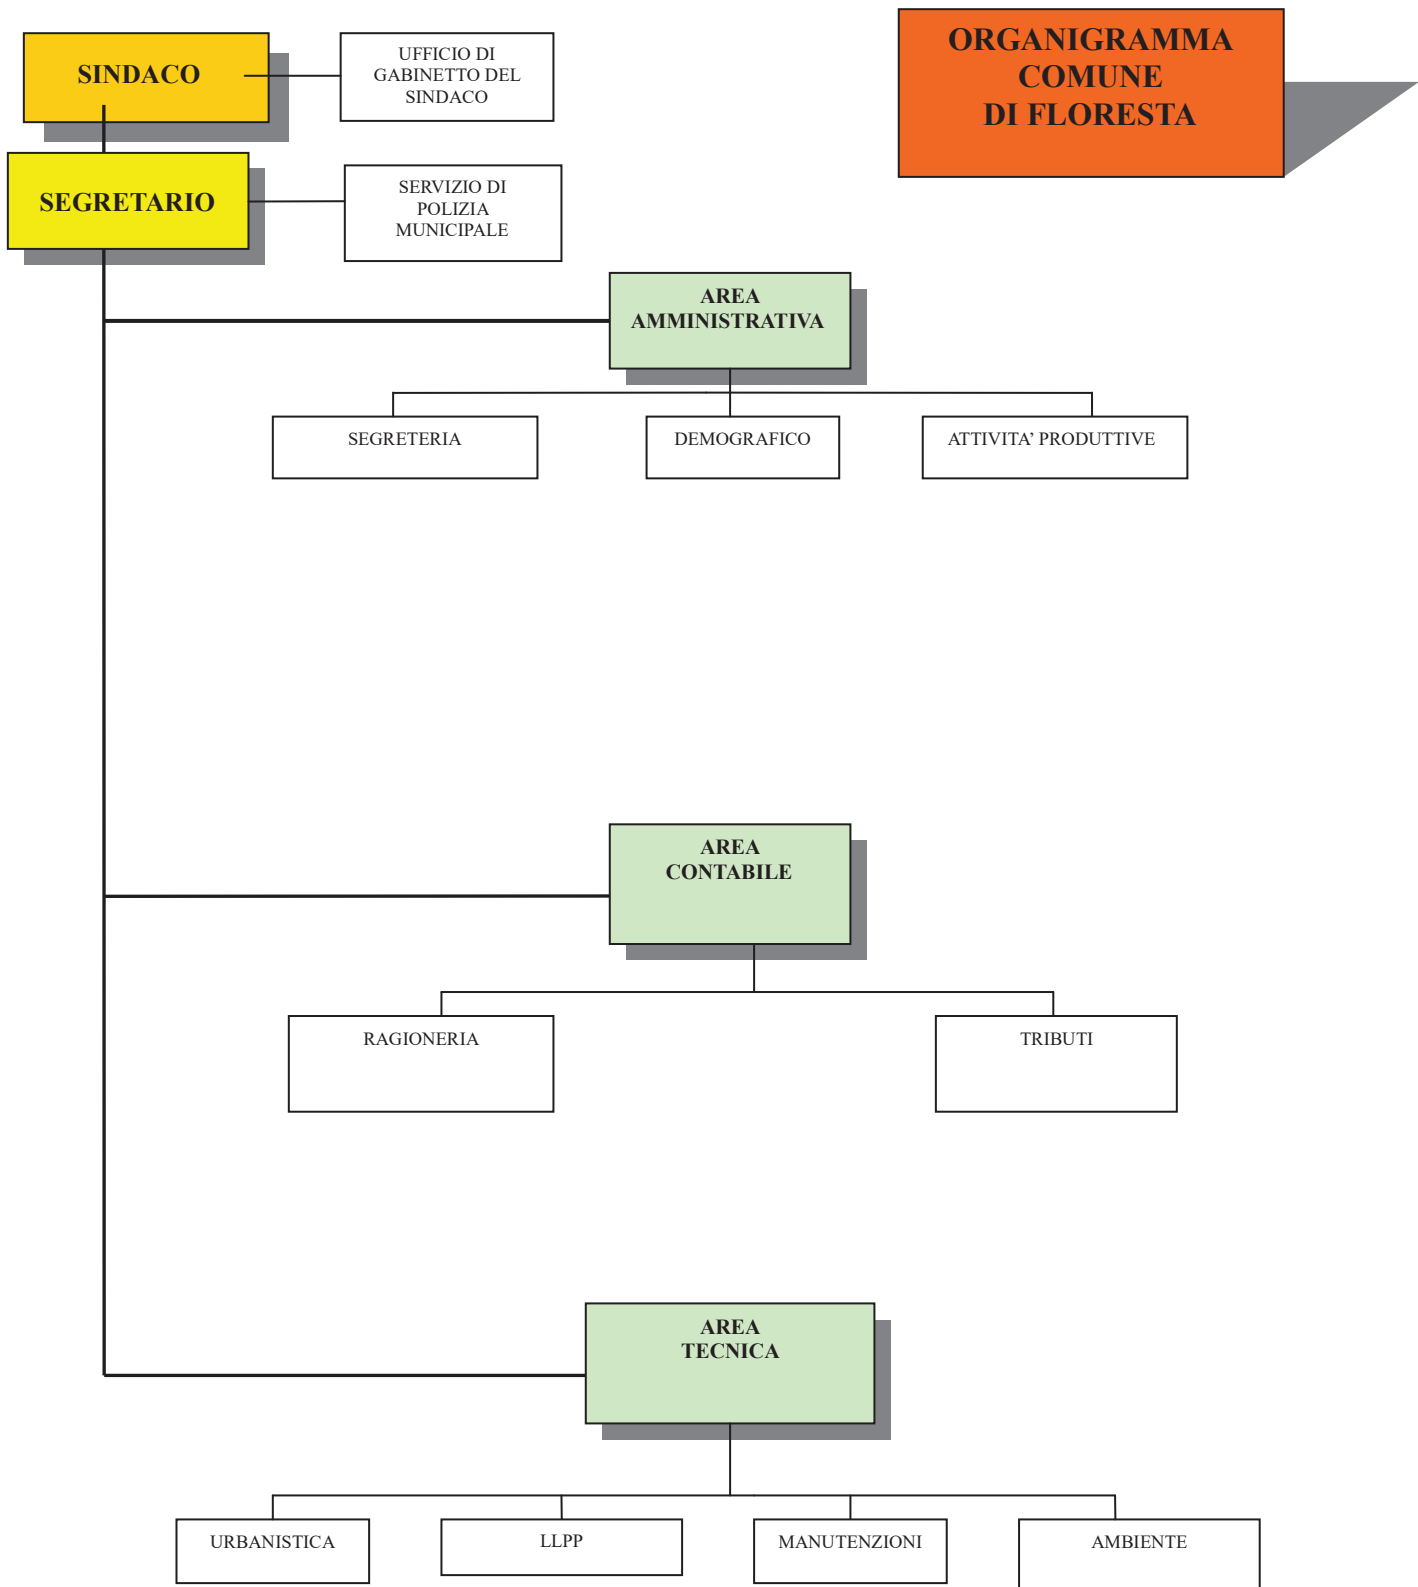 ORGANIGRAMMA
COMUNE
DI FLORESTA
SINDACO
UFFICIO DI
GABINETTO DEL
SINDACO
SEGRETARIO
SERVIZIO DI
POLIZIA
MUNICIPALE
AREA
AMMINISTRATIVA
SEGRETERIA
DEMOGRAFICO
ATTIVITA’ PRODUTTIVE
AREA
CONTABILE
RAGIONERIA
TRIBUTI
AREA
TECNICA
URBANISTICA
LLPP
MANUTENZIONI
AMBIENTE